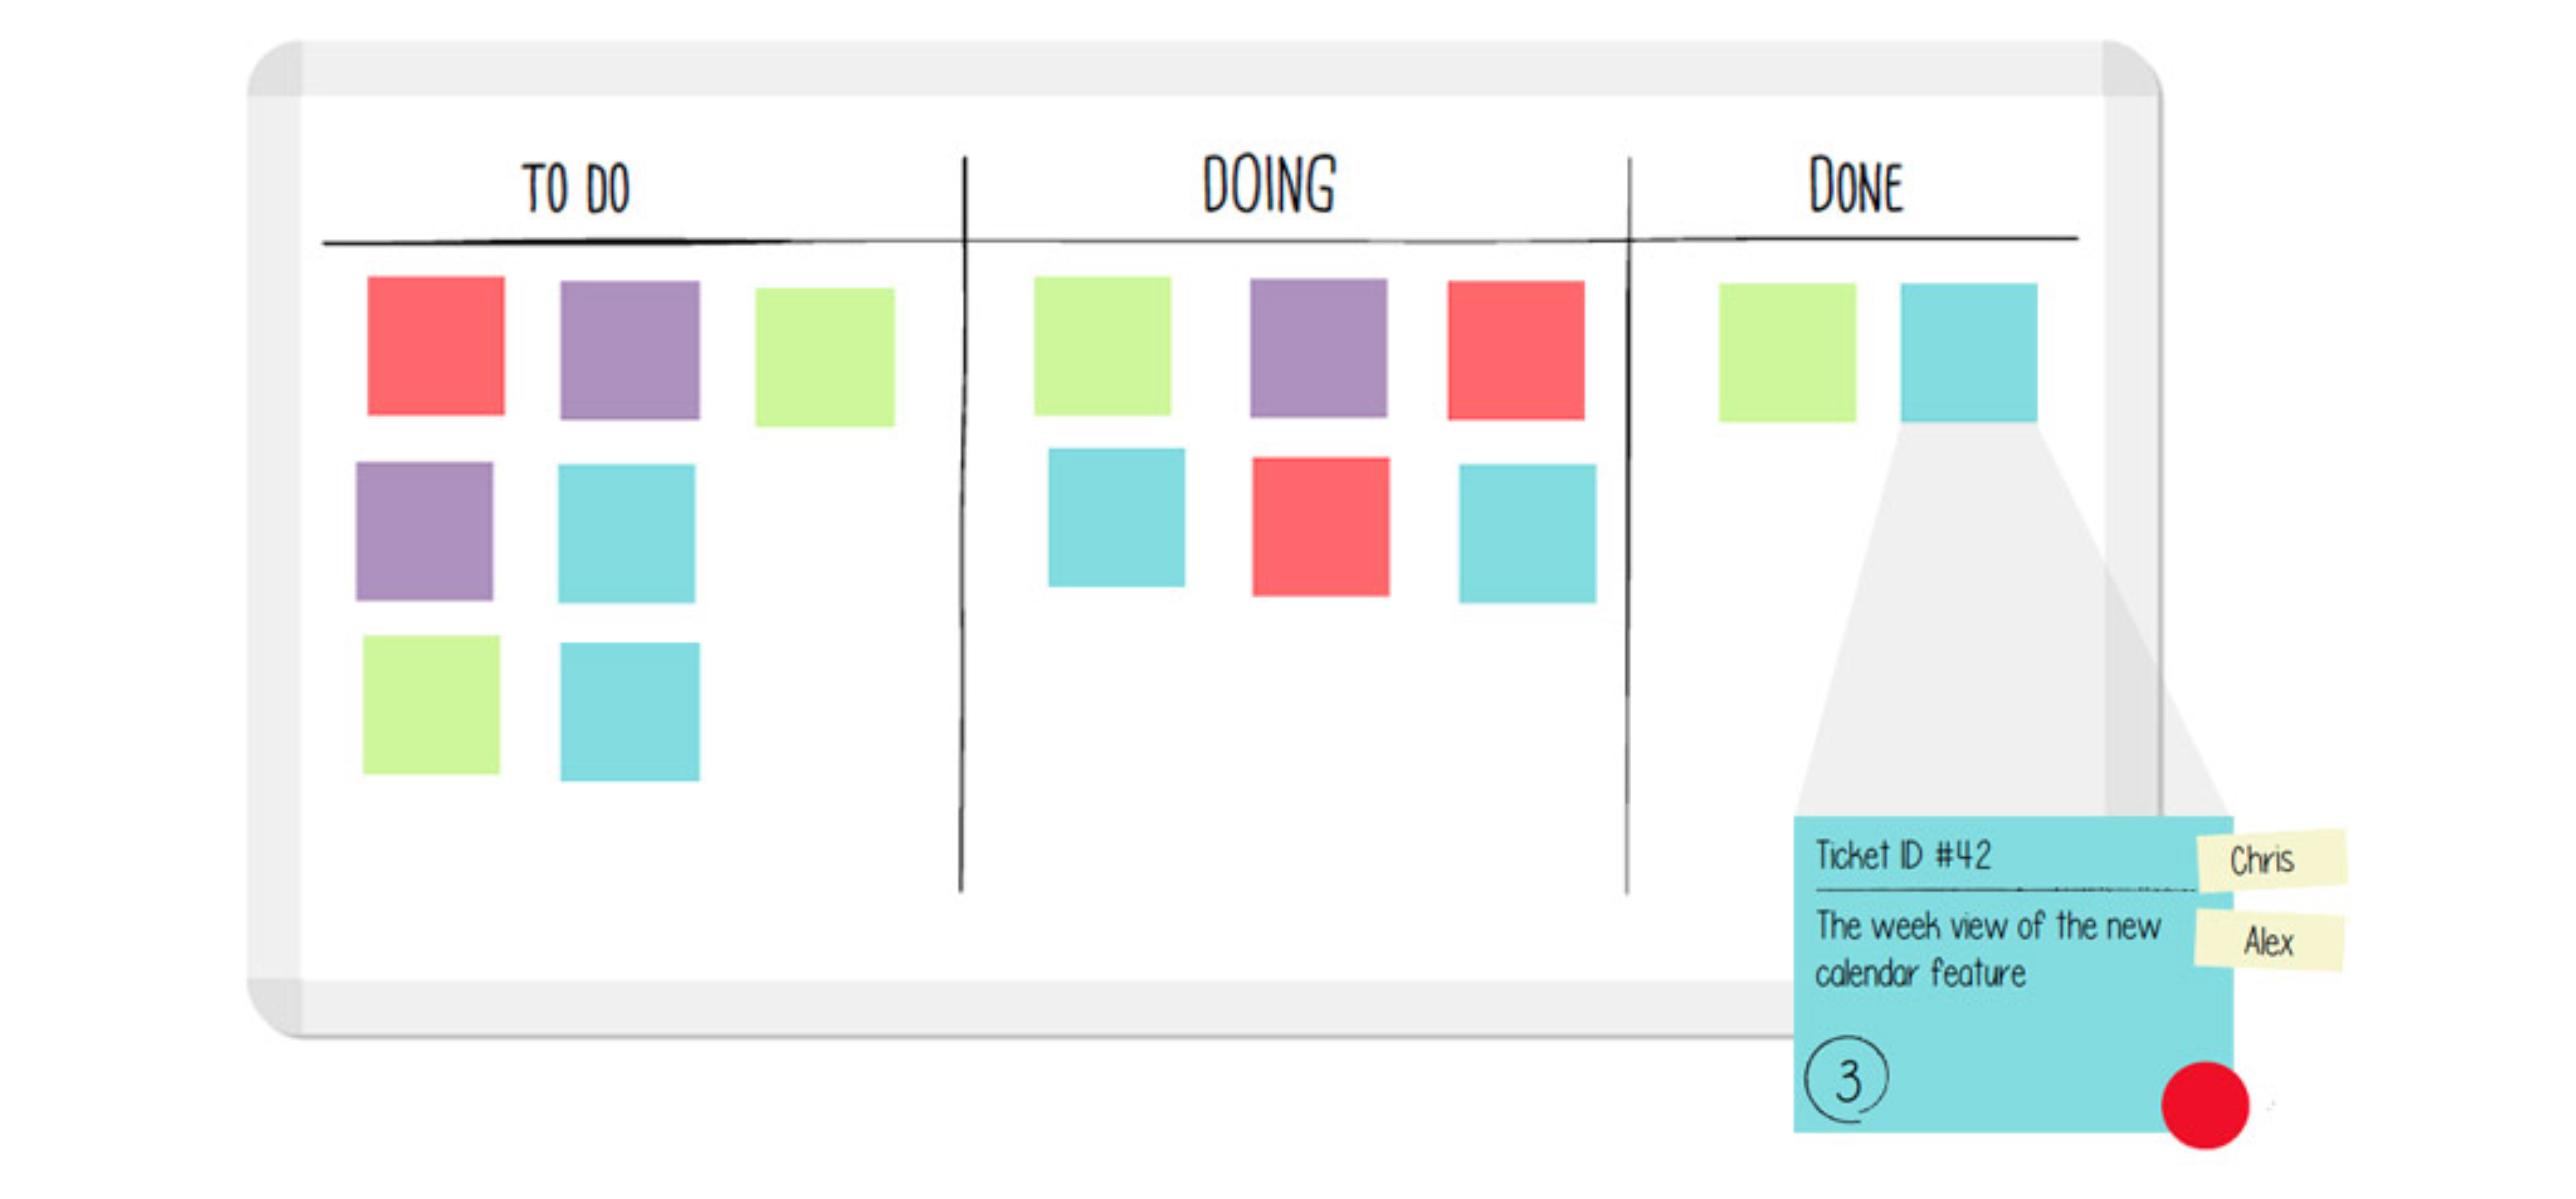 TO DO
DOING
DONE
Ticket ID #42
Chris
The week view of the new
calendar feature
Alex
3